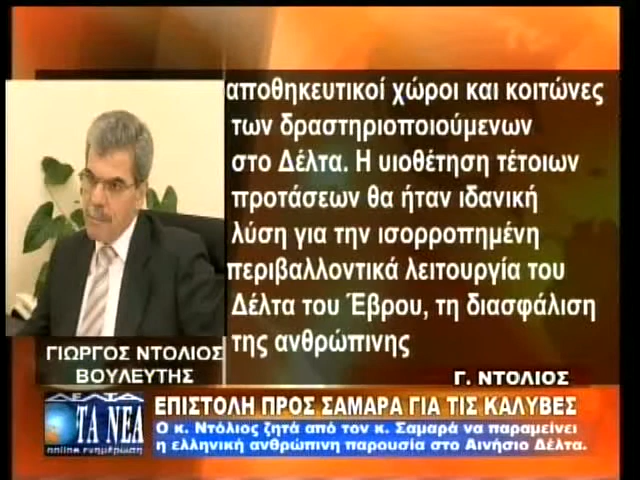 αποθηκευτικοί χώροι και κοιτώνες
των δραστηριοποιούμενων
στο Δέλτα. Η υιοθέτηση τέτοιων
προτάσεων θα ήταν ιδανική
λύση για την ισορροπημένη
περιβαλλοντικά λειτουργία του
Δέλτα του Έβρου, τη διασφάλιση
της ανθρώπινης
ΓΙΩΡΓΟΣ ΝΤΟΛΙΟΣ
ΒΟΥΛΕΥΤΗΣ
Γ. ΝΤΟΛΙΟΣ
ΔΕΛΤΑ
ΤΑ ΝΕΑ
online ενημέρωση
ΕΠΙΣΤΟΛΗ ΠΡΟΣ ΣΑΜΑΡΑ ΓΙΑ ΤΙΣ ΚΑΛΥΒΕΣ
Ο κ. Ντόλιος ζητά από τον κ. Σαμαρά να παραμείνει
η ελληνική ανθρώπινη παρουσία στο Αινήσιο Δέλτα.